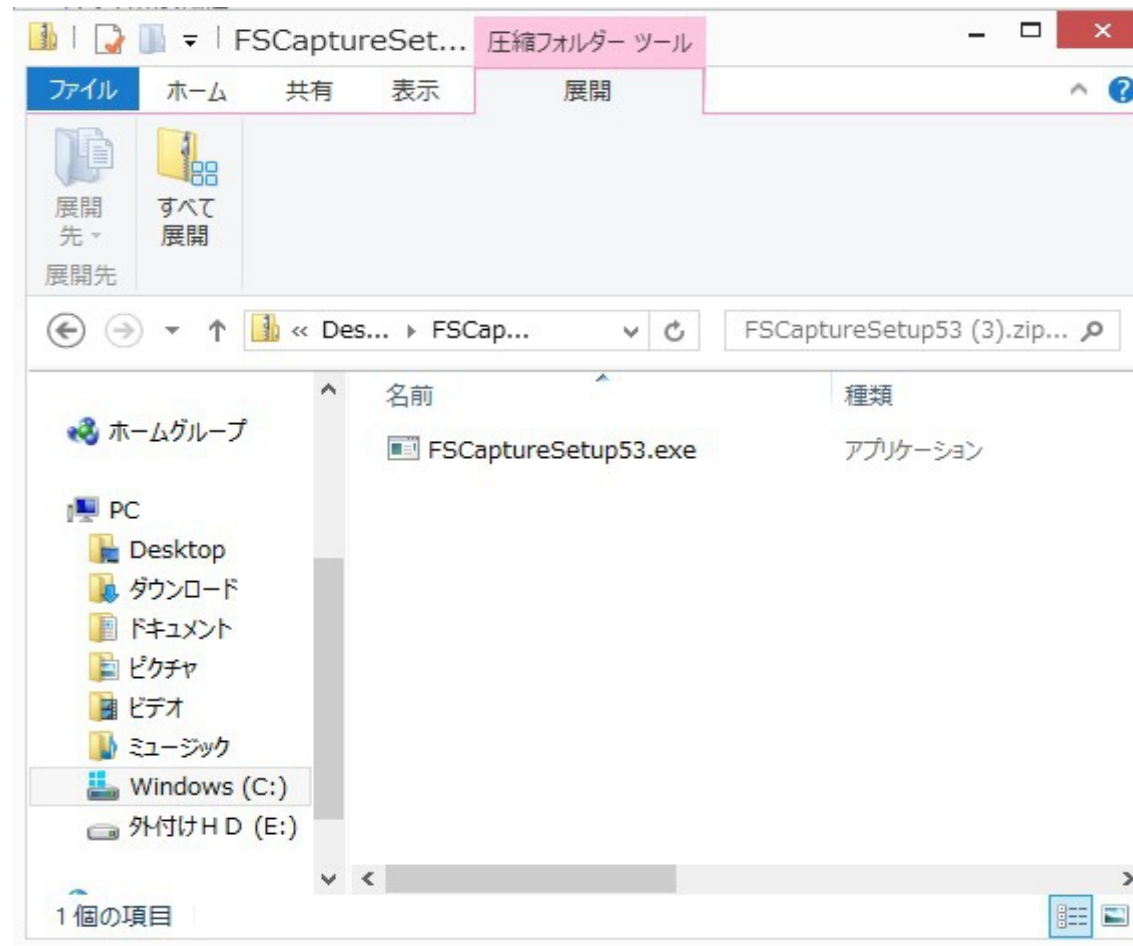 FSCaptureSet... 圧縮フォルダー ツール
ファイル ホーム 共有 表示 展開
展開先 すべて展開
展開先
« Des... FSCap... FSCaptureSetup53 (3).zip...
名前 種類
ホームグループ
FSCaptureSetup53.exe アプリケーション
PC
Desktop
ダウンロード
ドキュメント
ピクチャ
ビデオ
ミュージック
Windows (C:)
外付けHD (E:)
1個の項目